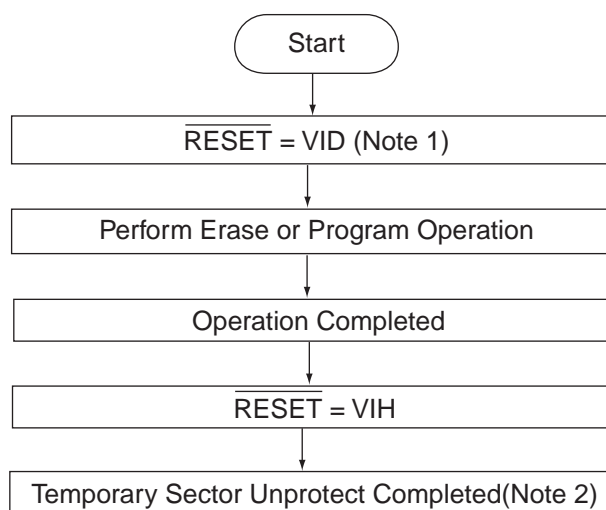 Start
RESET = VID (Note 1)
Perform Erase or Program Operation
Operation Completed
RESET = VIH
Temporary Sector Unprotect Completed(Note 2)